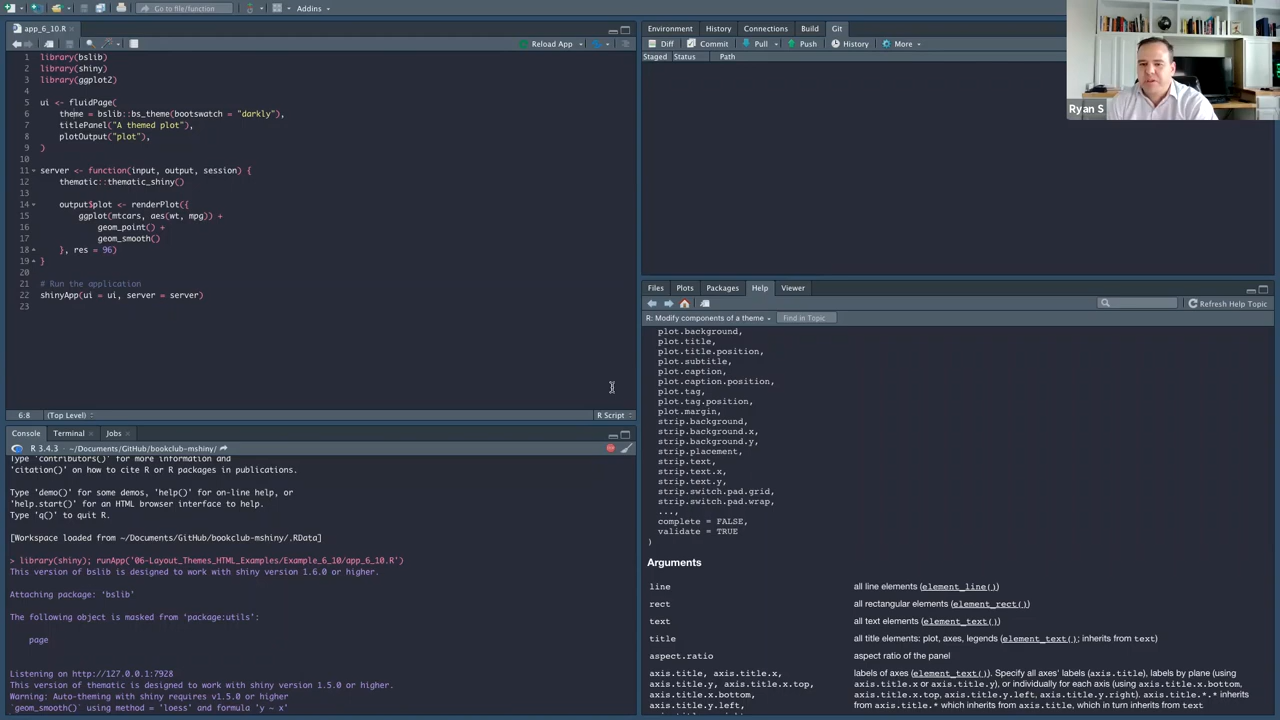 Go to file/function
Addins
app_6_10.R
Reload App
1 library(bslib)
2 library(shiny)
3 library(ggplot2)
4
5 ui <- fluidPage(
6 theme = bslib::bs_theme(bootswatch = "darkly"),
7 titlePanel("A themed plot"),
8 plotOutput("plot"),
9 )
10
11 server <- function(input, output, session) {
12 thematic::thematic_shiny()
13
14 output$plot <- renderPlot({
15 ggplot(mtcars, aes(wt, mpg)) +
16 geom_point() +
17 geom_smooth()
18 }, res = 96)
19 }
20
21 # Run the application
22 shinyApp(ui = ui, server = server)
23
6:8 (Top Level) R Script
Console Terminal Jobs
R 3.4.3 · ~/Documents/GitHub/bookclub-mshiny/
Type 'contributors()' for more information and
'citation()' on how to cite R or R packages in publications.
Type 'demo()' for some demos, 'help()' for on-line help, or
'help.start()' for an HTML browser interface to help.
Type 'q()' to quit R.
[Workspace loaded from ~/Documents/GitHub/bookclub-mshiny/.RData]
> library(shiny); runApp('06-Layout_Themes_HTML_Examples/Example_6_10/app_6_10.R')
This version of bslib is designed to work with shiny version 1.6.0 or higher.
Attaching package: 'bslib'
The following object is masked from 'package:utils':
page
Listening on http://127.0.0.1:7928
This version of thematic is designed to work with shiny version 1.5.0 or higher.
Warning: Auto-theming with shiny requires v1.5.0 or higher
`geom_smooth()` using method = 'loess' and formula 'y ~ x'
Environment History Connections Build Git
Diff Commit Pull Push History More
Staged Status Path
Ryan S
Files Plots Packages Help Viewer
Refresh Help Topic
R: Modify components of a theme Find in Topic
plot.background,
plot.title,
plot.title.position,
plot.subtitle,
plot.caption,
plot.caption.position,
plot.tag,
plot.tag.position,
plot.margin,
strip.background,
strip.background.x,
strip.background.y,
strip.placement,
strip.text,
strip.text.x,
strip.text.y,
strip.switch.pad.grid,
strip.switch.pad.wrap,
...,
complete = FALSE,
validate = TRUE
)
Arguments
line all line elements (element_line())
rect all rectangular elements (element_rect())
text all text elements (element_text())
title all title elements: plot, axes, legends (element_text(); inherits from text)
aspect.ratio aspect ratio of the panel
axis.title, axis.title.x, labels of axes (element_text()). Specify all axes' labels (axis.title), labels by plane (using
axis.title.x.top, axis.title.x or axis.title.y), or individually for each axis (using axis.title.x.bottom,
axis.title.x.bottom, axis.title.x.top, axis.title.y.left, axis.title.y.right). axis.title.*.* inherits
axis.title.y, from axis.title.* which inherits from axis.title, which in turn inherits from text
axis.title.y.left,